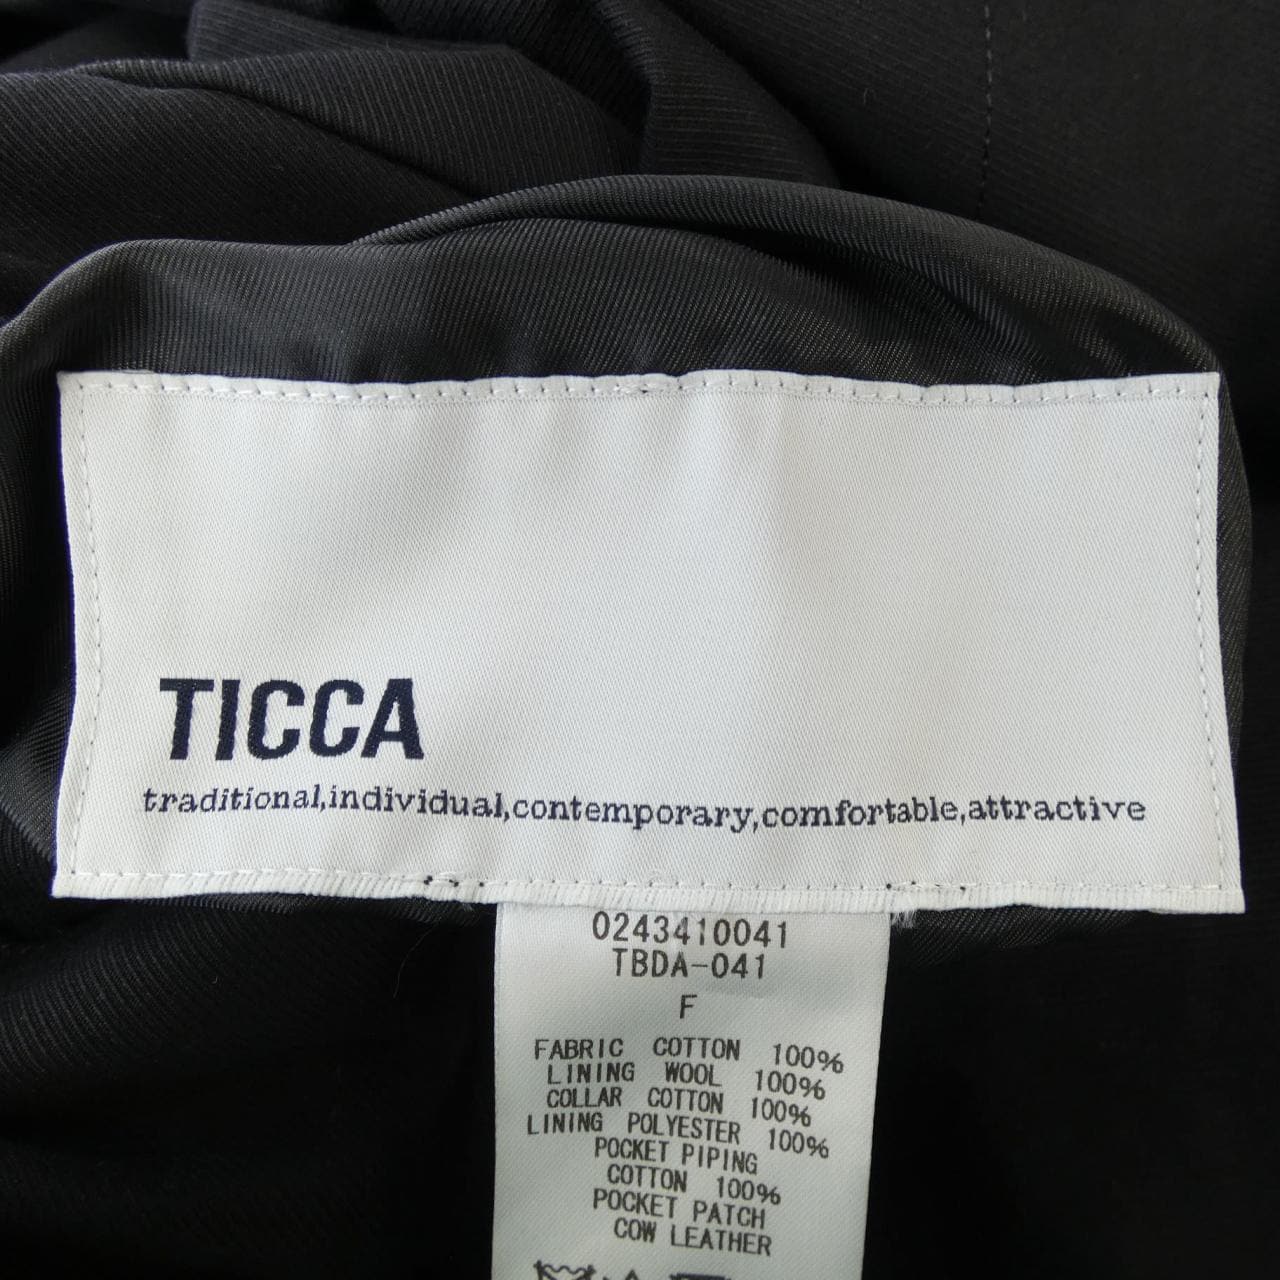 TICCA
traditional,individual,contemporary,comfortable,attractive
0243410041
TBDA-041
F
FABRIC COTTON 100%
LINING WOOL 100%
COLLAR COTTON 100%
LINING POLYESTER 100%
POCKET PIPING
COTTON 100%
POCKET PATCH
COW LEATHER